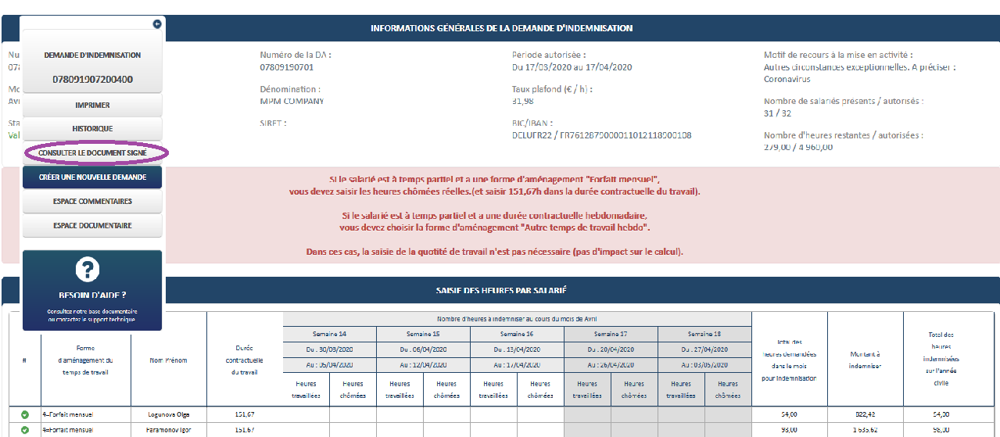 INFORMATIONS GÉNÉRALES DE LA DEMANDE D'INDEMNISATION
DEMANDE D'INDEMNISATION
078091907200400
IMPRIMER
HISTORIQUE
CONSULTER LE DOCUMENT SIGNÉ
CRÉER UNE NOUVELLE DEMANDE
ESPACE COMMENTAIRES
ESPACE DOCUMENTAIRE
?
BESOIN D'AIDE ?
Consultez notre base documentaire
ou contactez le support technique
Numéro de la DA :
07809190701
Dénomination :
MPM COMPANY
SIRET :
Période autorisée :
Du 17/03/2020 au 17/04/2020
Taux plafond (€ / h) :
31,98
BIC/IBAN :
DELUFR22 / FR7612879000011012118900108
Motif de recours à la mise en activité :
Autres circonstances exceptionnelles. A préciser :
Coronavirus
Nombre de salariés présents / autorisés :
31 / 32
Nombre d'heures restantes / autorisées :
279,00 / 4 960,00
Si le salarié est à temps partiel et a une forme d'aménagement "Forfait mensuel",
vous devez saisir les heures chômées réelles.(et saisir 151,67h dans la durée contractuelle du travail).
Si le salarié est à temps partiel et a une durée contractuelle hebdomadaire,
vous devez choisir la forme d'aménagement "Autre temps de travail hebdo".
Dans ces cas, la saisie de la quotité de travail n'est pas nécessaire (pas d'impact sur le calcul).
SAISIE DES HEURES PAR SALARIÉ
#
Forme
d'aménagement du
temps de travail
Nom Prénom
Durée
contractuelle
du travail
Nombre d'heures à indemniser au cours du mois de Avril
Semaine 14 Semaine 15 Semaine 16 Semaine 17 Semaine 18
Du : 30/03/2020 Du : 06/04/2020 Du : 13/04/2020 Du : 20/04/2020 Du : 27/04/2020
Au : 05/04/2020 Au : 12/04/2020 Au : 17/04/2020 Au : 26/04/2020 Au : 03/05/2020
Heures Heures Heures Heures Heures Heures Heures Heures Heures Heures
travaillées chômées travaillées chômées travaillées chômées travaillées chômées travaillées chômées
Total des
heures demandées
dans le mois
pour indemnisation
Montant à
indemniser
Total des
heures
indemnisées
sur l'année
civile
4=Forfait mensuel Logunova Olga 151,67 54,00 822,42 54,00
4=Forfait mensuel Paramonov Igor 151,67 98,00 1 635,62 98,00